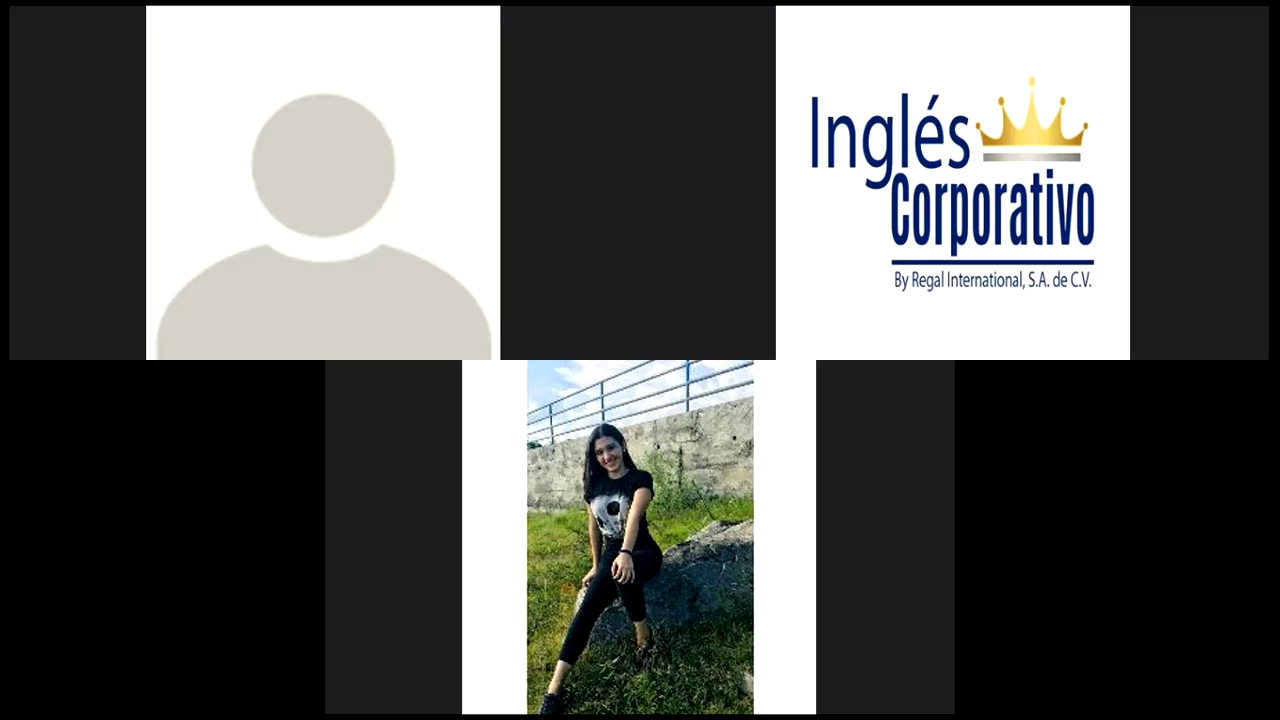 Inglés
Corporativo
By Regal International, S.A. de C.V.